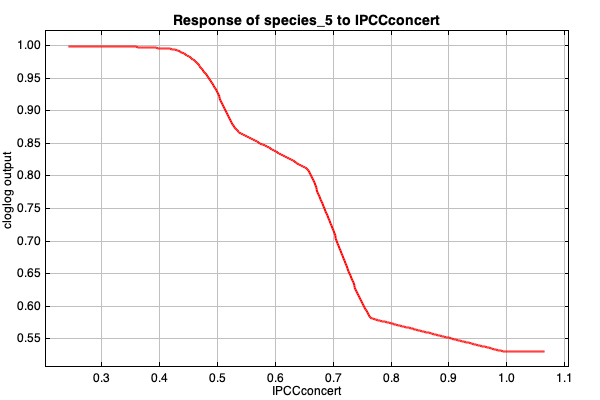 Response of species_5 to IPCCconcert
1.00
0.95
0.90
0.85
0.80
0.75
0.70
0.65
0.60
0.55
cloglog output
0.3 0.4 0.5 0.6 0.7 0.8 0.9 1.0 1.1
IPCCconcert